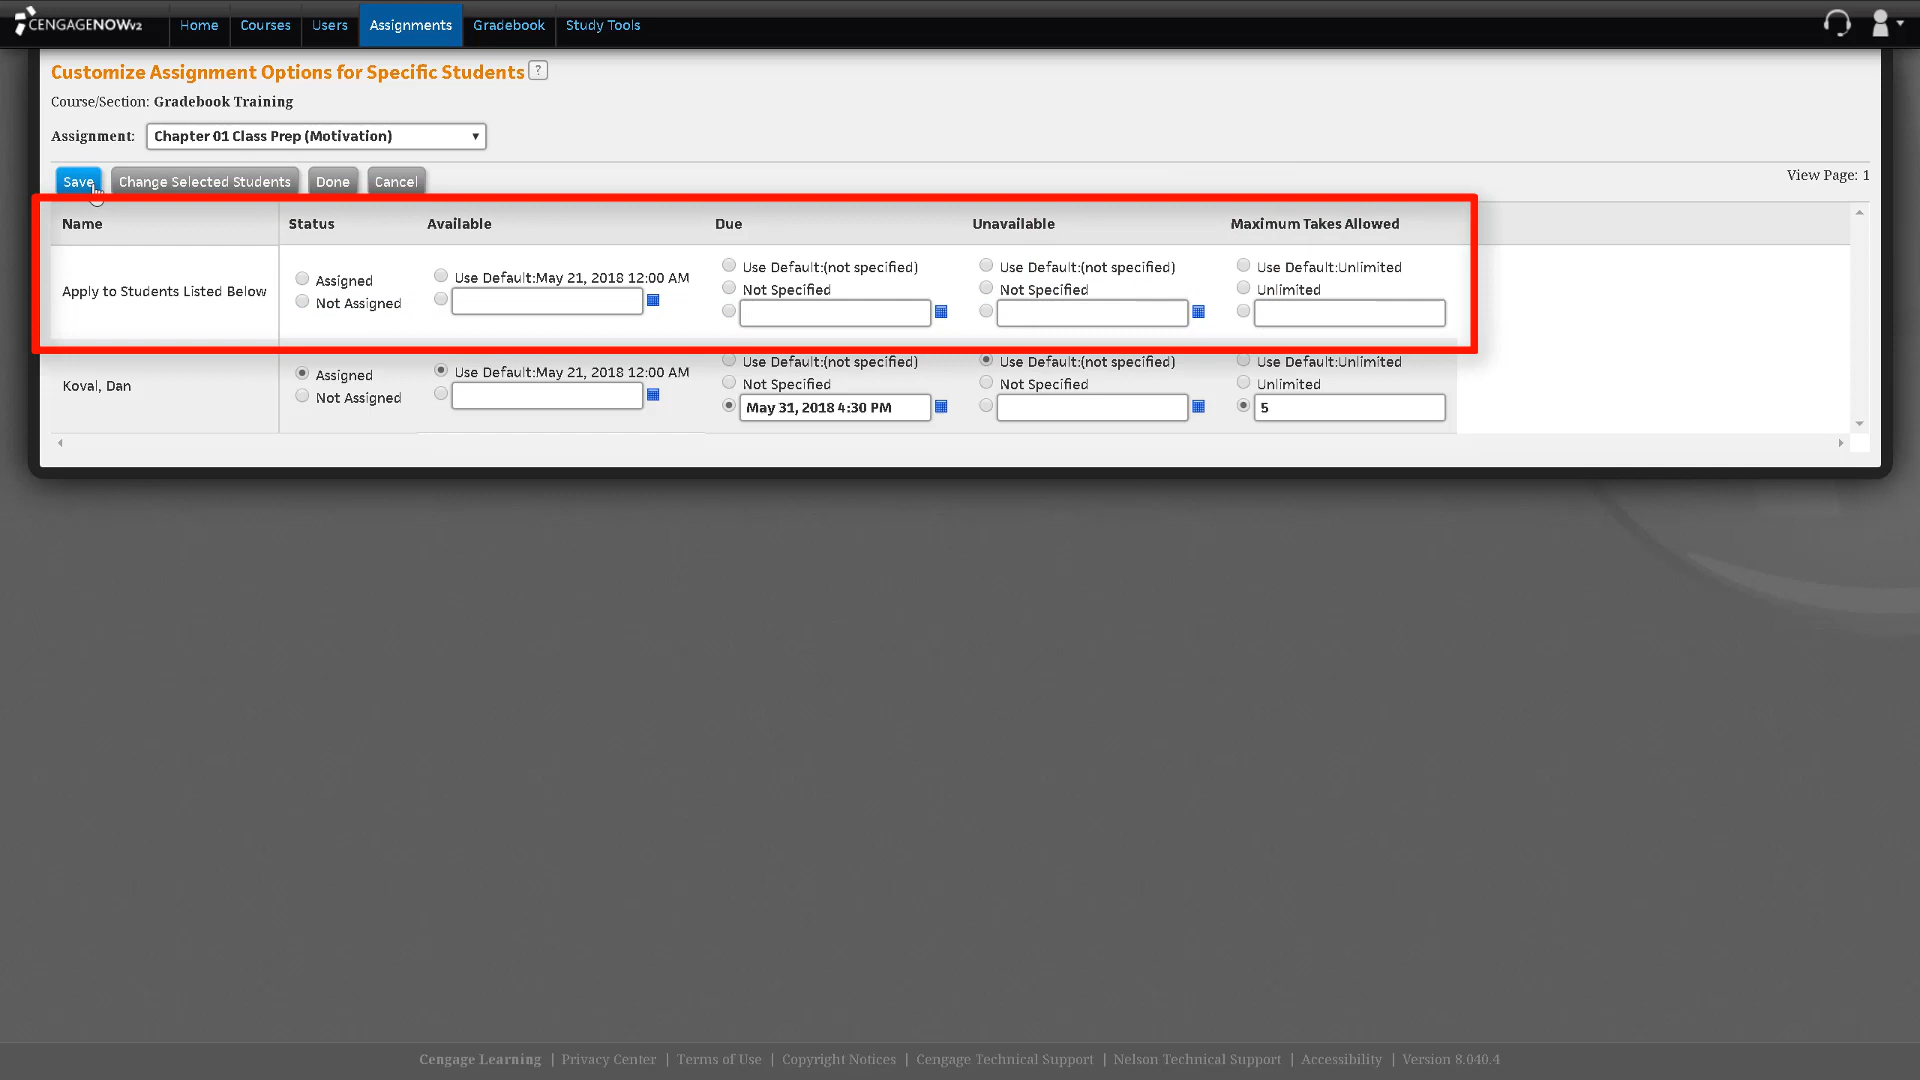 CENGAGENOWv2 Home Courses Users Assignments Gradebook Study Tools
Customize Assignment Options for Specific Students ?
Course/Section: Gradebook Training
Assignment: Chapter 01 Class Prep (Motivation)
Save Change Selected Students Done Cancel View Page: 1
Name Status Available Due Unavailable Maximum Takes Allowed
Apply to Students Listed Below
Assigned
Not Assigned
Use Default:May 21, 2018 12:00 AM
Use Default:(not specified)
Not Specified
Use Default:(not specified)
Not Specified
Use Default:Unlimited
Unlimited
Koval, Dan
Assigned
Not Assigned
Use Default:May 21, 2018 12:00 AM
Use Default:(not specified)
Not Specified
May 31, 2018 4:30 PM
Use Default:(not specified)
Not Specified
Use Default:Unlimited
Unlimited
5
Cengage Learning | Privacy Center | Terms of Use | Copyright Notices | Cengage Technical Support | Nelson Technical Support | Accessibility | Version 8.040.4